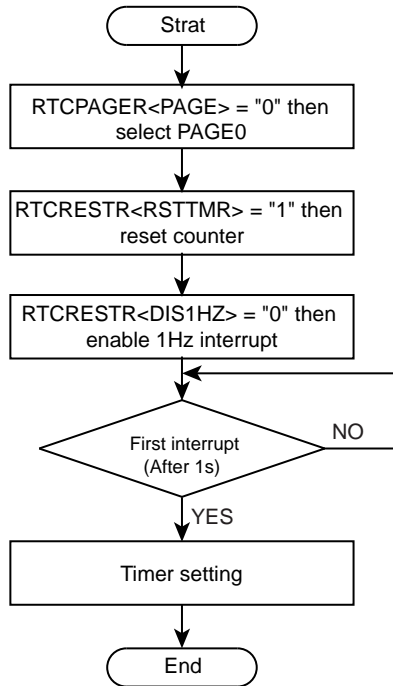 Strat
RTCPAGER<PAGE> = "0" then
select PAGE0
RTCRESTR<RSTTMR> = "1" then
reset counter
RTCRESTR<DIS1HZ> = "0" then
enable 1Hz interrupt
First interrupt
(After 1s)
NO
YES
Timer setting
End